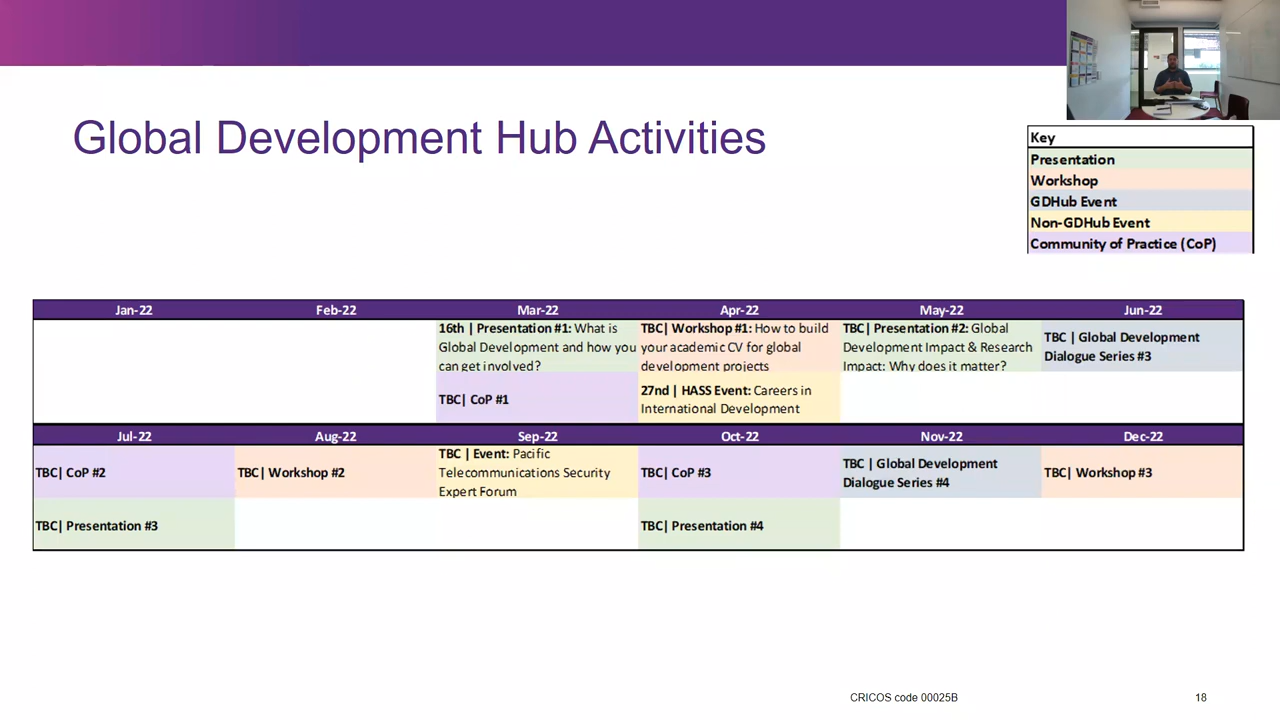 Global Development Hub Activities
Key
Presentation
Workshop
GDHub Event
Non-GDHub Event
Community of Practice (CoP)
Jan-22
Feb-22
Mar-22
Apr-22
May-22
Jun-22
16th | Presentation #1: What is
Global Development and how you
can get involved?
TBC| Workshop #1: How to build
your academic CV for global
development projects
TBC| Presentation #2: Global
Development Impact & Research
Impact: Why does it matter?
TBC | Global Development
Dialogue Series #3
TBC| CoP #1
27nd | HASS Event: Careers in
International Development
Jul-22
Aug-22
Sep-22
Oct-22
Nov-22
Dec-22
TBC| CoP #2
TBC| Workshop #2
TBC | Event: Pacific
Telecommunications Security
Expert Forum
TBC| CoP #3
TBC | Global Development
Dialogue Series #4
TBC| Workshop #3
TBC| Presentation #3
TBC| Presentation #4
CRICOS code 00025B
18